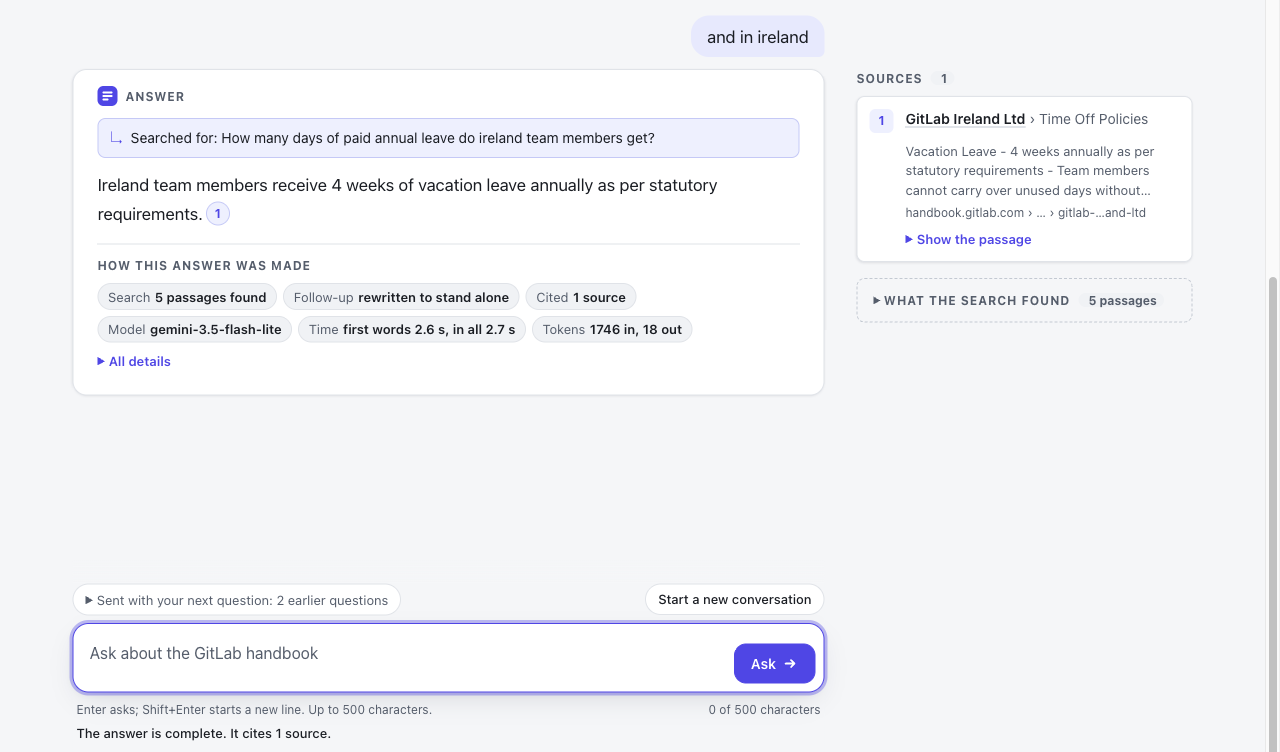 and in ireland
ANSWER
Searched for: How many days of paid annual leave do ireland team members get?
Ireland team members receive 4 weeks of vacation leave annually as per statutory
requirements. 1
HOW THIS ANSWER WAS MADE
Search 5 passages found
Follow-up rewritten to stand alone
Cited 1 source
Model gemini-3.5-flash-lite
Time first words 2.6 s, in all 2.7 s
Tokens 1746 in, 18 out
All details
SOURCES 1
1
GitLab Ireland Ltd › Time Off Policies
Vacation Leave - 4 weeks annually as per
statutory requirements - Team members
cannot carry over unused days without…
handbook.gitlab.com › … › gitlab-…and-ltd
Show the passage
WHAT THE SEARCH FOUND 5 passages
Sent with your next question: 2 earlier questions
Start a new conversation
Ask about the GitLab handbook
Ask →
Enter asks; Shift+Enter starts a new line. Up to 500 characters.
0 of 500 characters
The answer is complete. It cites 1 source.